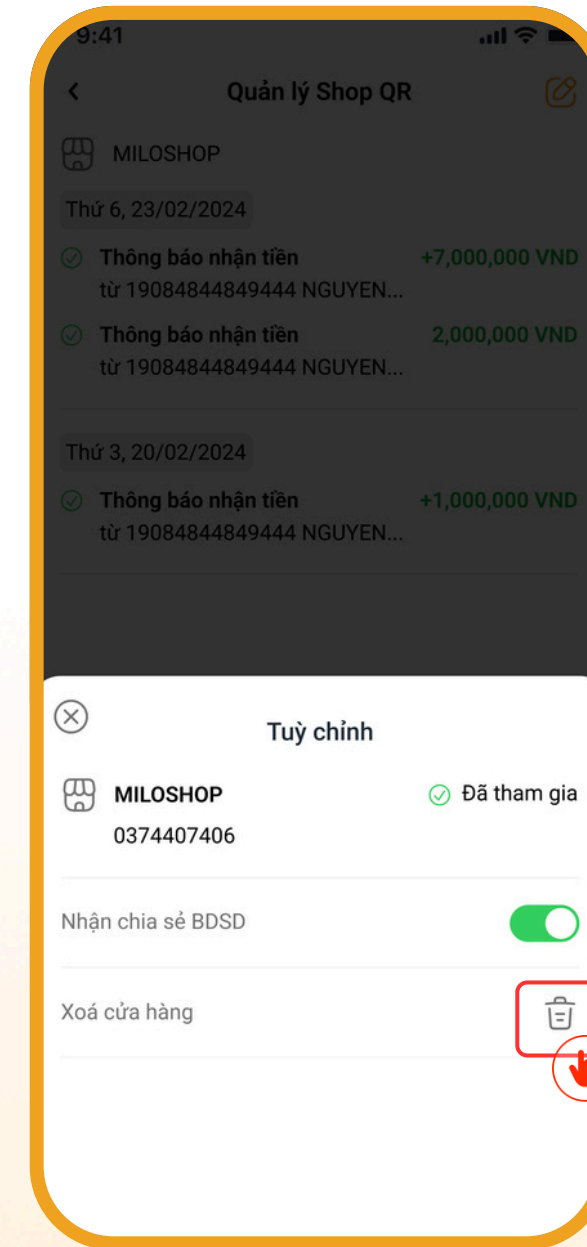 9:41
Quản lý Shop QR
MILOSHOP
Thứ 6, 23/02/2024
Thông báo nhận tiền +7,000,000 VND
từ 19084844849444 NGUYEN...
Thông báo nhận tiền 2,000,000 VND
từ 19084844849444 NGUYEN...
Thứ 3, 20/02/2024
Thông báo nhận tiền +1,000,000 VND
từ 19084844849444 NGUYEN...
Tuỳ chỉnh
MILOSHOP Đã tham gia
0374407406
Nhận chia sẻ BDSD
Xoá cửa hàng